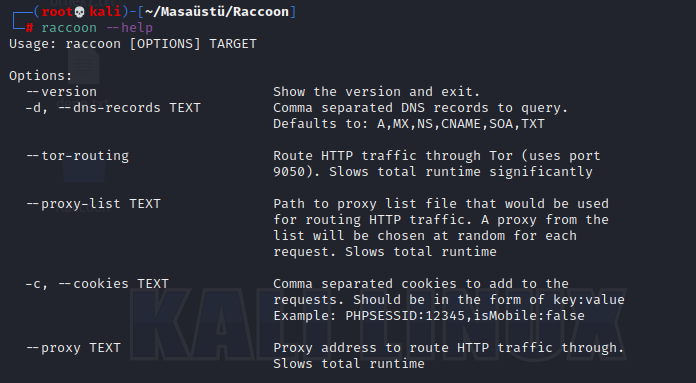 (root💀kali)-[~/Masaüstü/Raccoon]
# raccoon --help
Usage: raccoon [OPTIONS] TARGET
Options:
--version Show the version and exit.
-d, --dns-records TEXT Comma separated DNS records to query.
Defaults to: A,MX,NS,CNAME,SOA,TXT
--tor-routing Route HTTP traffic through Tor (uses port
9050). Slows total runtime significantly
--proxy-list TEXT Path to proxy list file that would be used
for routing HTTP traffic. A proxy from the
list will be chosen at random for each
request. Slows total runtime
-c, --cookies TEXT Comma separated cookies to add to the
requests. Should be in the form of key:value
Example: PHPSESSID:12345,isMobile:false
--proxy TEXT Proxy address to route HTTP traffic through.
Slows total runtime
KALI LINUX